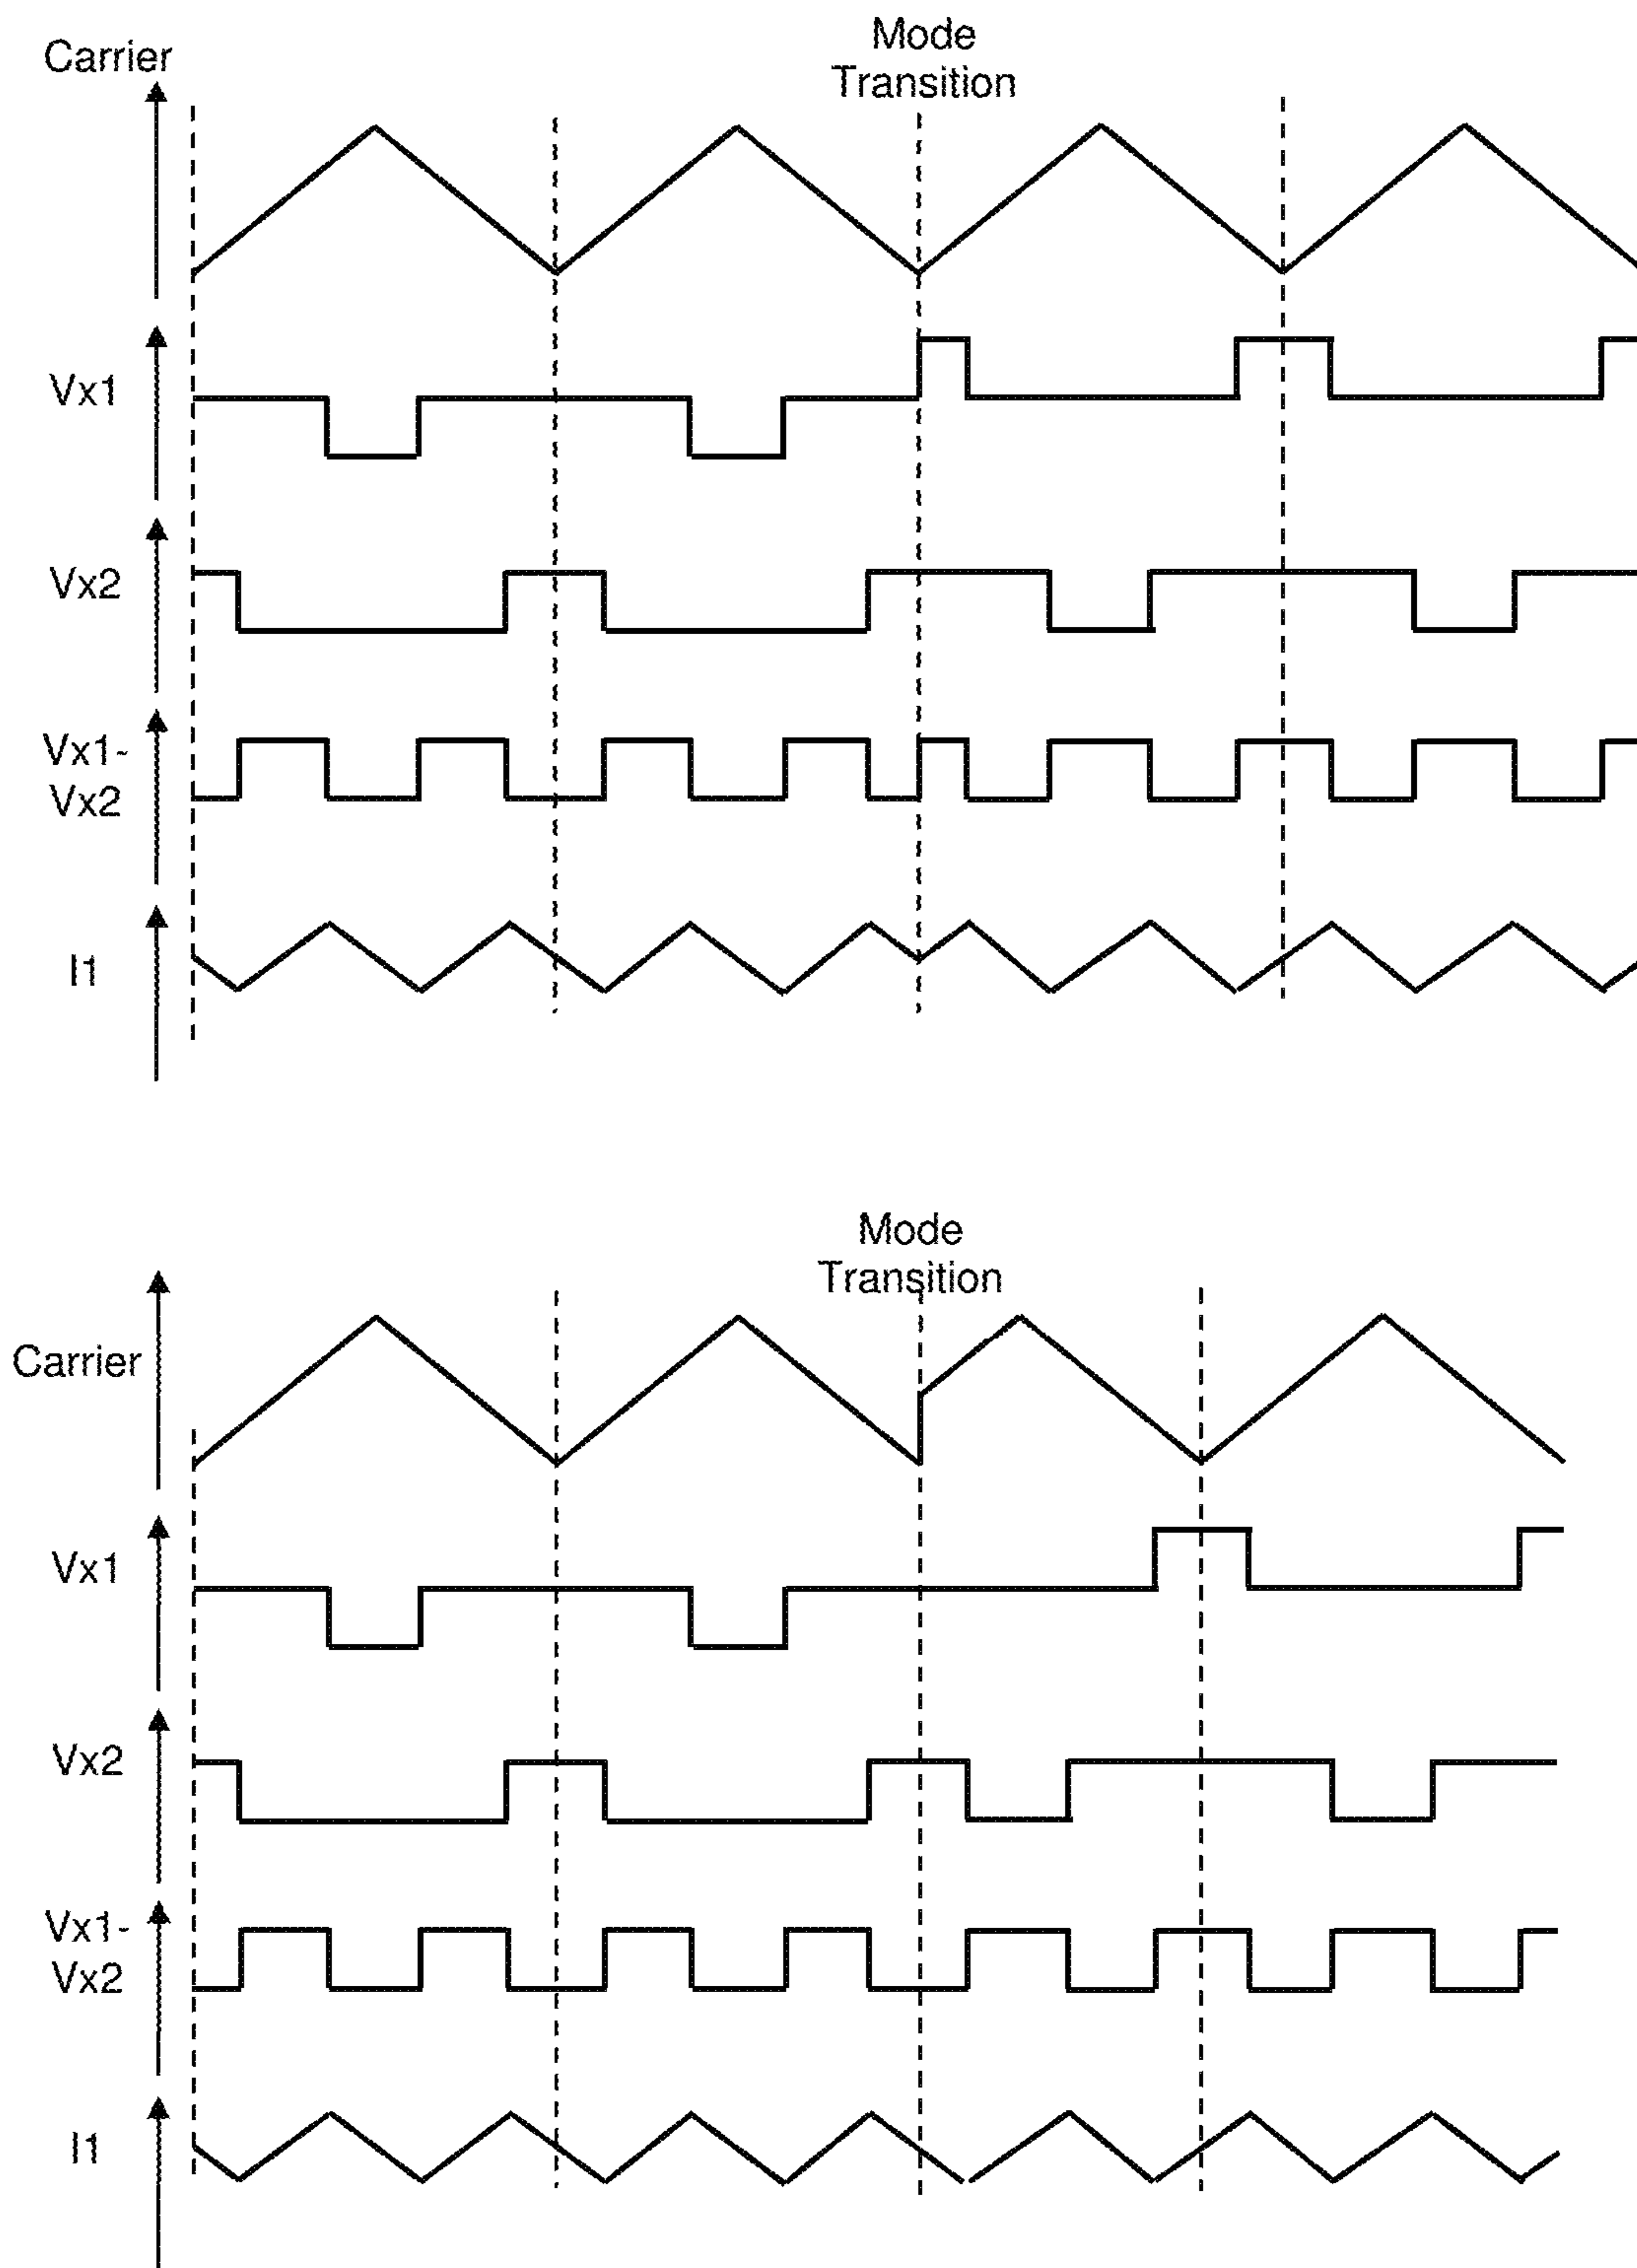 Mode
Transition
Carrier
Vx1
Vx2
Vx1-
Vx2
I1
Mode
Transition
Carrier
Vx1
Vx2
Vx1-
Vx2
I1